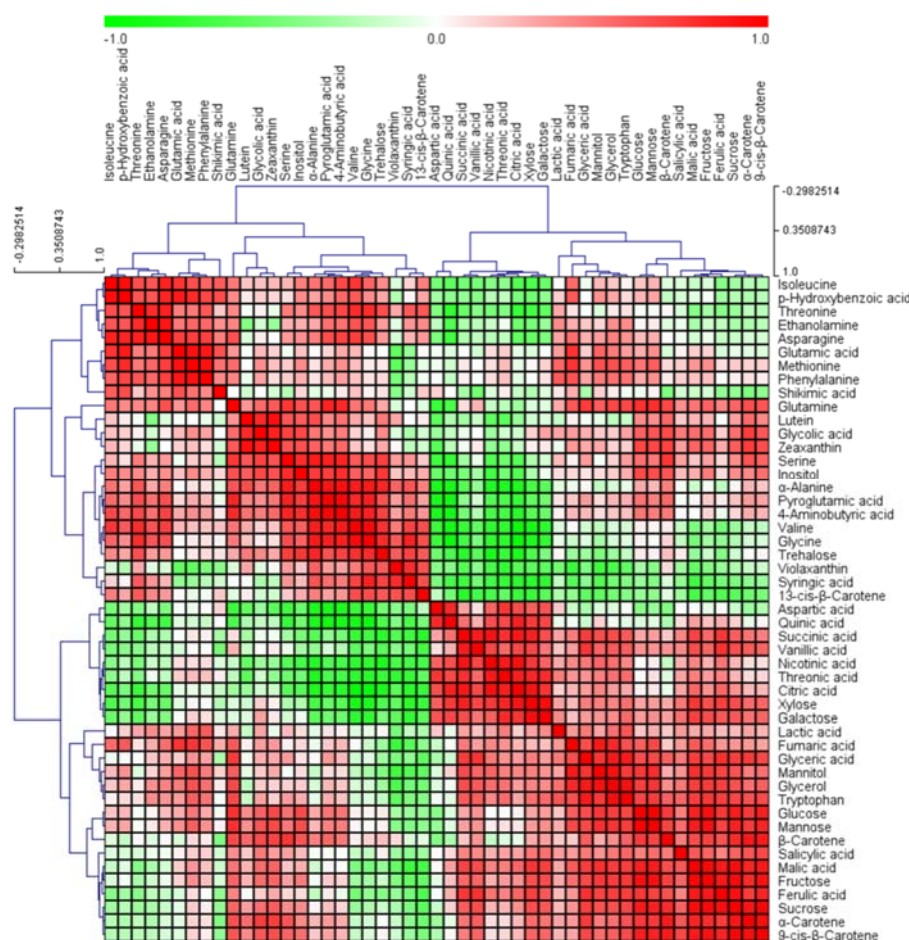 -1.0 0.0 1.0
Isoleucine
p-Hydroxybenzoic acid
Threonine
Ethanolamine
Asparagine
Glutamic acid
Methionine
Phenylalanine
Shikimic acid
Glutamine
Lutein
Glycolic acid
Zeaxanthin
Serine
Inositol
α-Alanine
Pyroglutamic acid
4-Aminobutyric acid
Valine
Glycine
Trehalose
Violaxanthin
Syringic acid
13-cis-β-Carotene
Aspartic acid
Quinic acid
Succinic acid
Vanillic acid
Nicotinic acid
Threonic acid
Citric acid
Xylose
Galactose
Lactic acid
Fumaric acid
Glyceric acid
Mannitol
Glycerol
Tryptophan
Glucose
Mannose
β-Carotene
Salicylic acid
Malic acid
Fructose
Ferulic acid
Sucrose
α-Carotene
9-cis-β-Carotene
-0.2982514
0.3508743
1.0
-0.2982514
0.3508743
1.0
Isoleucine
p-Hydroxybenzoic acid
Threonine
Ethanolamine
Asparagine
Glutamic acid
Methionine
Phenylalanine
Shikimic acid
Glutamine
Lutein
Glycolic acid
Zeaxanthin
Serine
Inositol
α-Alanine
Pyroglutamic acid
4-Aminobutyric acid
Valine
Glycine
Trehalose
Violaxanthin
Syringic acid
13-cis-β-Carotene
Aspartic acid
Quinic acid
Succinic acid
Vanillic acid
Nicotinic acid
Threonic acid
Citric acid
Xylose
Galactose
Lactic acid
Fumaric acid
Glyceric acid
Mannitol
Glycerol
Tryptophan
Glucose
Mannose
β-Carotene
Salicylic acid
Malic acid
Fructose
Ferulic acid
Sucrose
α-Carotene
9-cis-β-Carotene